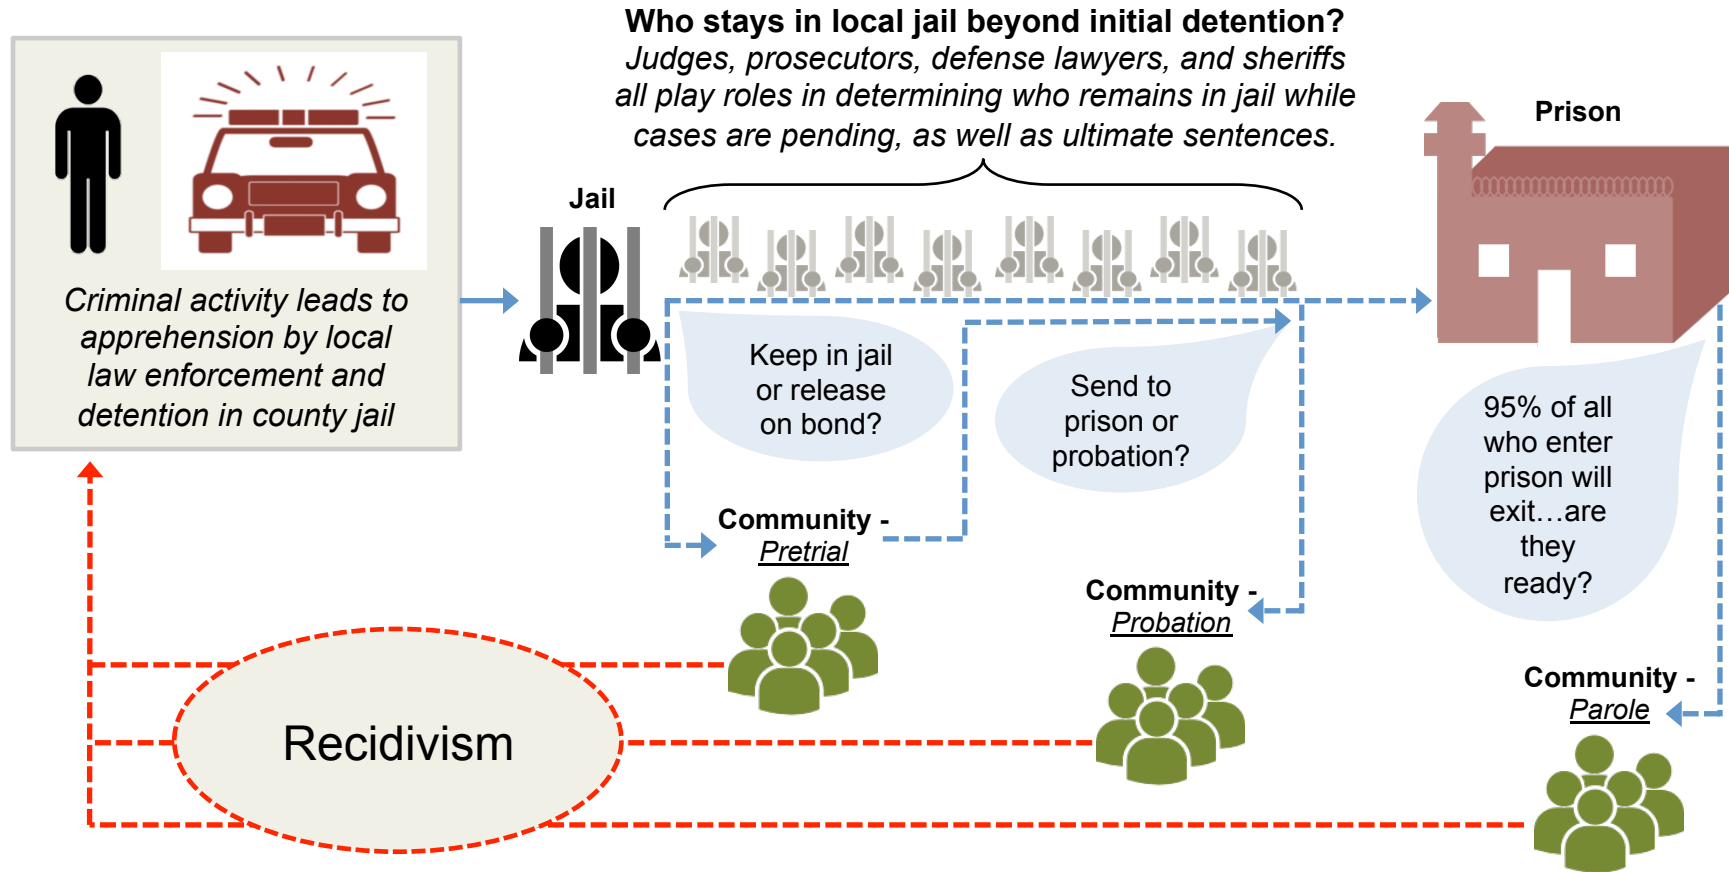 Who stays in local jail beyond initial detention?
Judges, prosecutors, defense lawyers, and sheriffs
all play roles in determining who remains in jail while
cases are pending, as well as ultimate sentences.
Criminal activity leads to
apprehension by local
law enforcement and
detention in county jail
Jail
Prison
Keep in jail
or release
on bond?
Send to
prison or
probation?
95% of all
who enter
prison will
exit…are
they
ready?
Community -
Pretrial
Community -
Probation
Community -
Parole
Recidivism